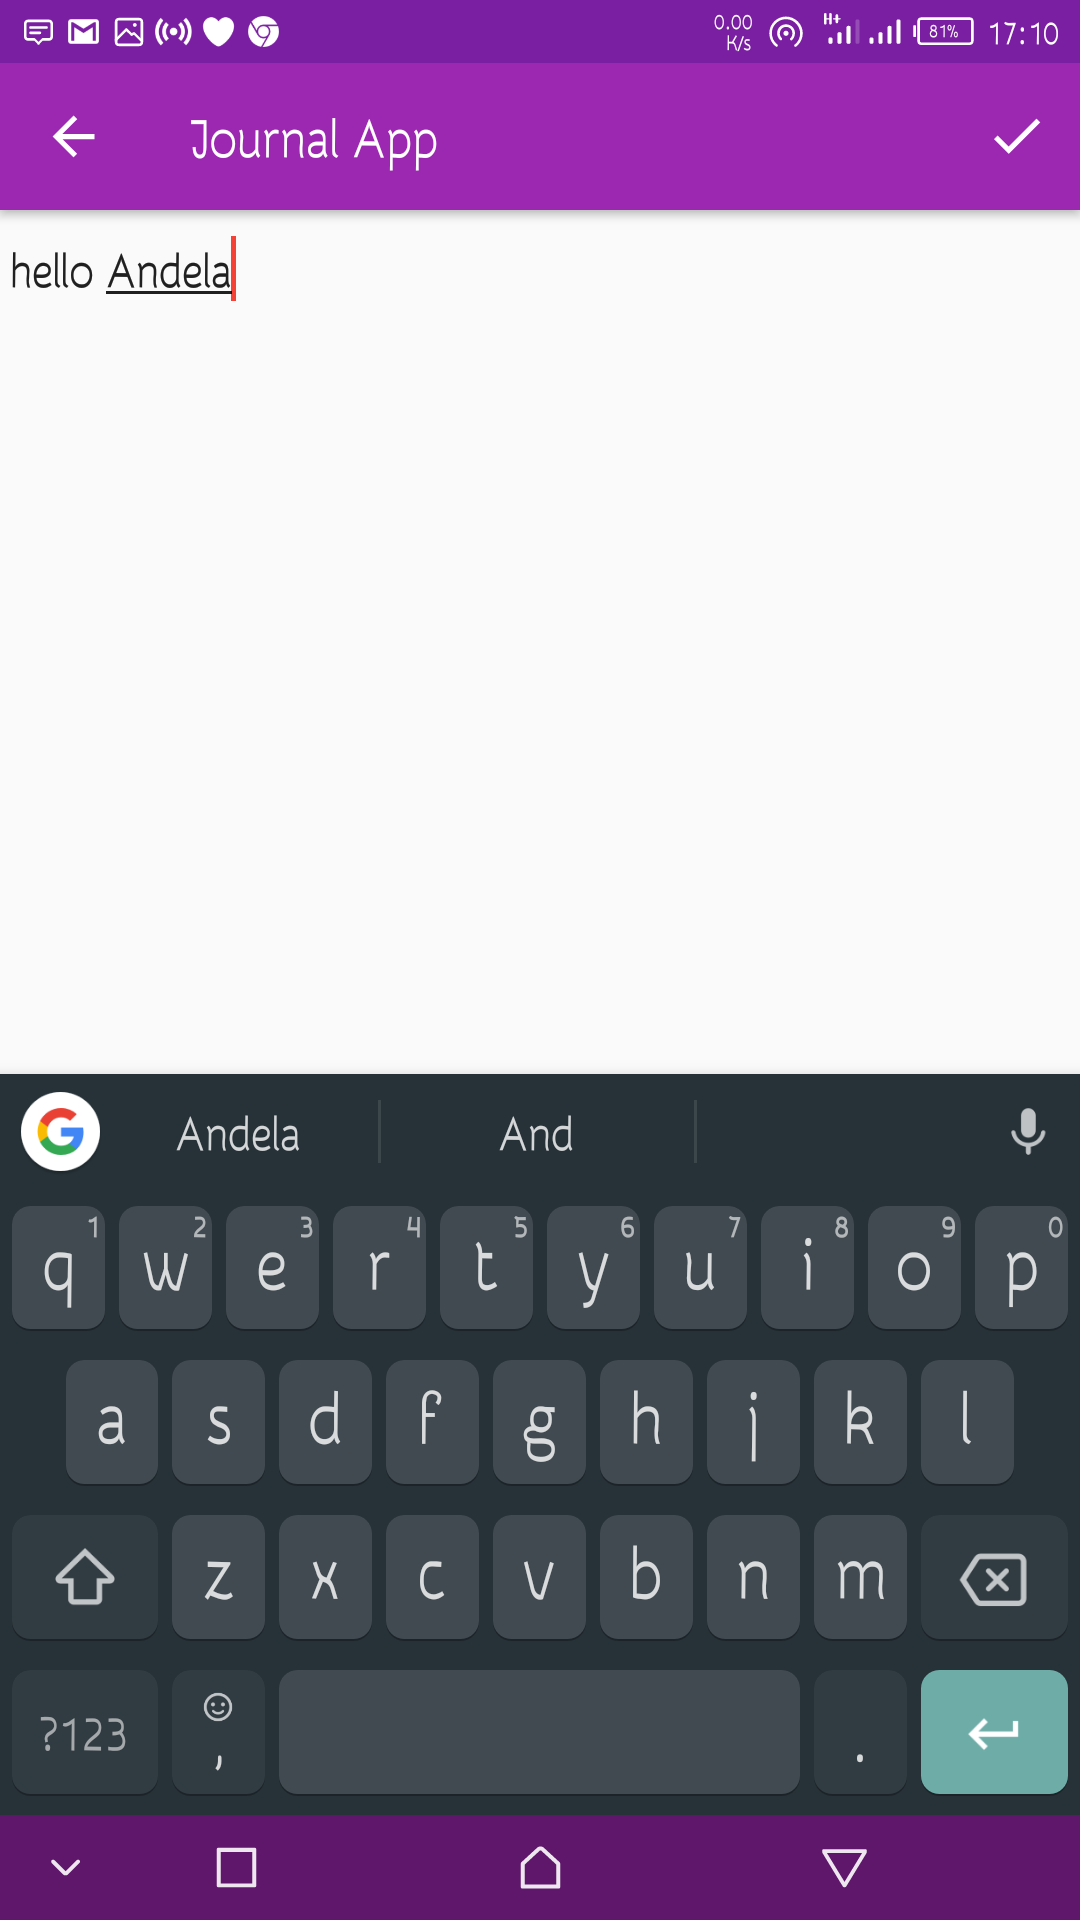 0.00 K/s H+ 81% 17:10
Journal App
hello Andela
Andela And
1 2 3 4 5 6 7 8 9 0
q w e r t y u i o p
a s d f g h j k l
z x c v b n m
?123 , .